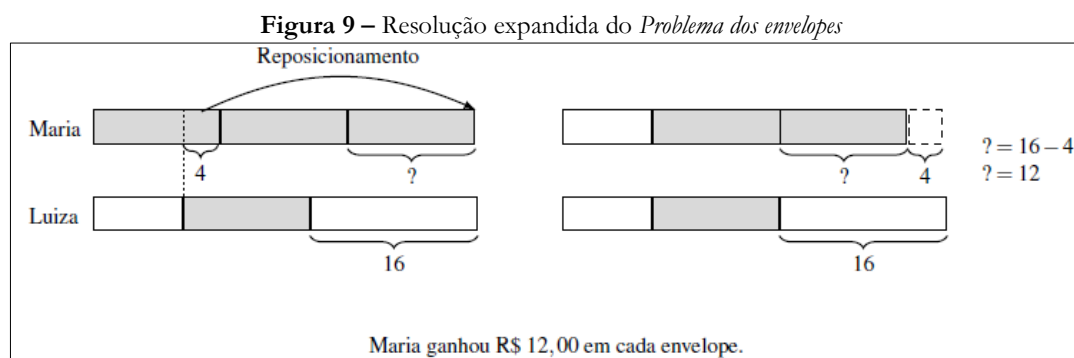 Figura 9 – Resolução expandida do Problema dos envelopes
Reposicionamento
Maria
4
?
?
4
? = 16 − 4
? = 12
Luiza
16
16
Maria ganhou R$ 12,00 em cada envelope.